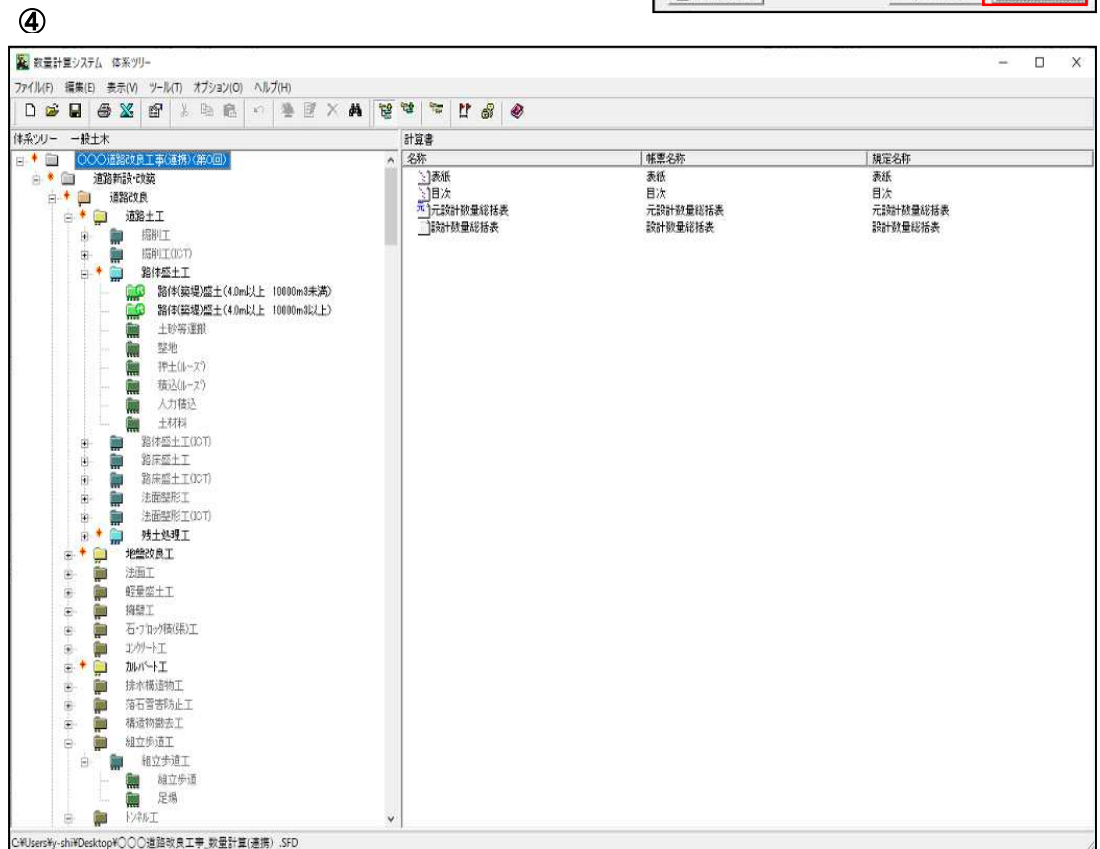 ④
数量計算システム 体系ツリー
ファイル(F) 編集(E) 表示(V) ツール(T) オプション(O) ヘルプ(H)
体系ツリー 一般土木
計算書
〇〇〇道路改良工事(連携)(第0回)
道路新設・改築
道路改良
道路土工
掘削工
掘削工(ICT)
路体盛土工
路体(築堤)盛土(4.0m以上 10000m3未満)
路体(築堤)盛土(4.0m以上 10000m3以上)
土砂等運搬
整地
押土(ルーズ)
積込(ルーズ)
人力積込
土材料
路体盛土工(ICT)
路床盛土工
路床盛土工(ICT)
法面整形工
法面整形工(ICT)
残土処理工
地盤改良工
法面工
軽量盛土工
擁壁工
石・ブロック積(張)工
コンクリート工
カルバート工
排水構造物工
落石雪害防止工
構造物撤去工
組立歩道工
組立歩道工
組立歩道
足場
トンネル工
名称 帳票名称 規定名称
表紙 表紙 表紙
目次 目次 目次
元設計数量総括表 元設計数量総括表 元設計数量総括表
設計数量総括表 設計数量総括表 設計数量総括表
C:¥Users¥y-shi¥Desktop¥〇〇〇道路改良工事_数量計算(連携) .SFD